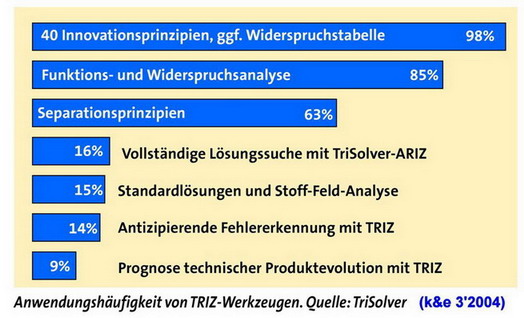 40 Innovationsprinzipien, ggf. Widerspruchstabelle 98%
Funktions- und Widerspruchsanalyse 85%
Separationsprinzipien 63%
16% Vollständige Lösungssuche mit TriSolver-ARIZ
15% Standardlösungen und Stoff-Feld-Analyse
14% Antizipierende Fehlererkennung mit TRIZ
9% Prognose technischer Produktevolution mit TRIZ
Anwendungshäufigkeit von TRIZ-Werkzeugen. Quelle: TriSolver (k&e 3'2004)